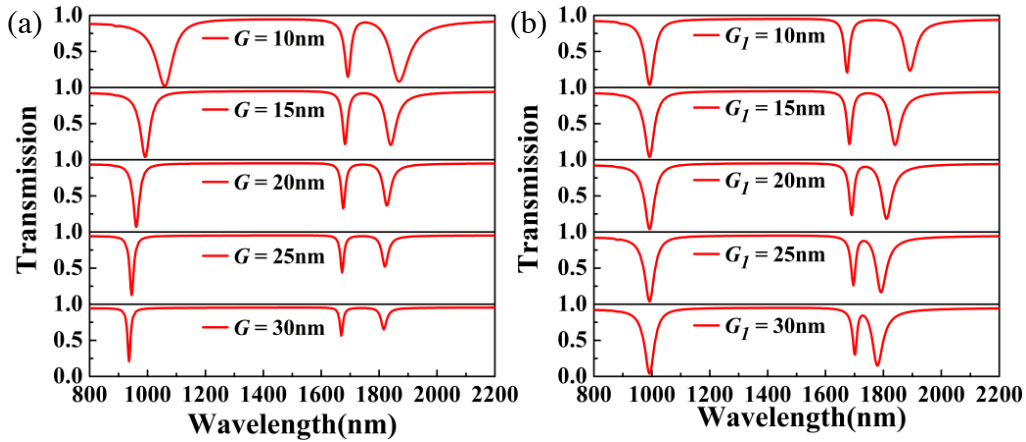 (a)
Transmission
1.0
0.5
G = 10nm
1.0
0.5
G = 15nm
1.0
0.5
G = 20nm
1.0
0.5
G = 25nm
1.0
0.5
G = 30nm
0.0
800 1000 1200 1400 1600 1800 2000 2200
Wavelength(nm)
(b)
Transmission
1.0
0.5
G1 = 10nm
1.0
0.5
G1 = 15nm
1.0
0.5
G1 = 20nm
1.0
0.5
G1 = 25nm
1.0
0.5
G1 = 30nm
0.0
800 1000 1200 1400 1600 1800 2000 2200
Wavelength(nm)